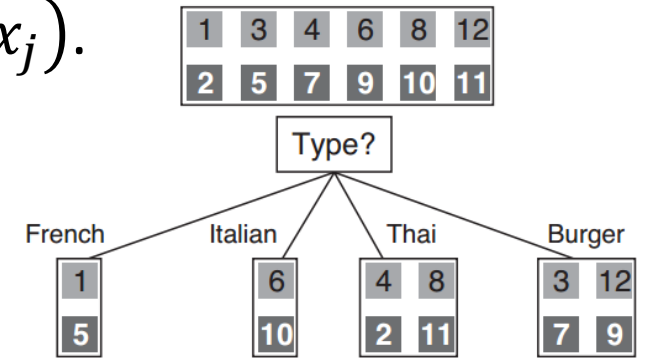 x_j).
1 3 4 6 8 12
2 5 7 9 10 11
Type?
French Italian Thai Burger
1 6 4 8 3 12
5 10 2 11 7 9